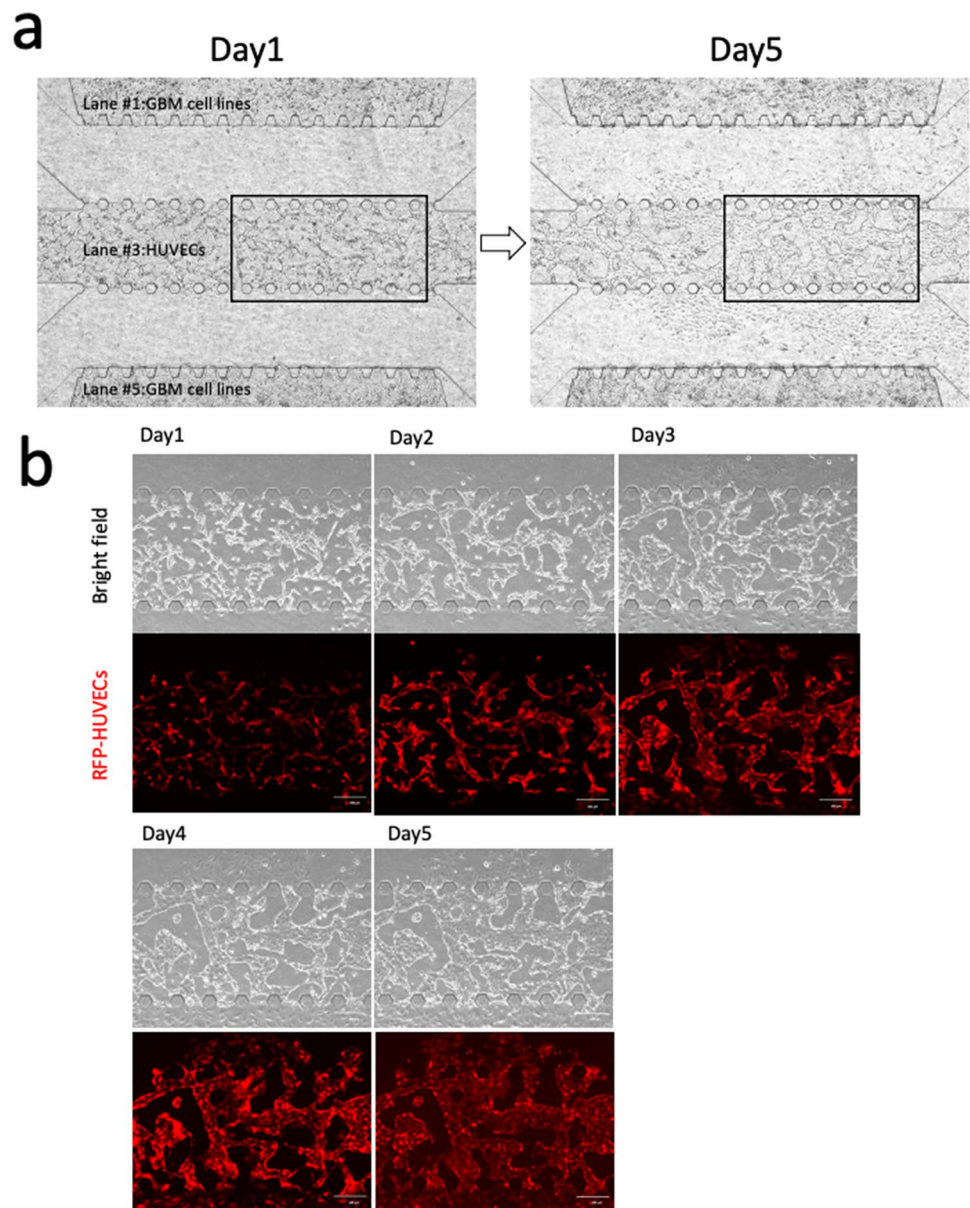 a
Day1
Day5
Lane #1:GBM cell lines
Lane #3:HUVECs
Lane #5:GBM cell lines
b
Day1
Day2
Day3
Bright field
RFP-HUVECs
Day4
Day5